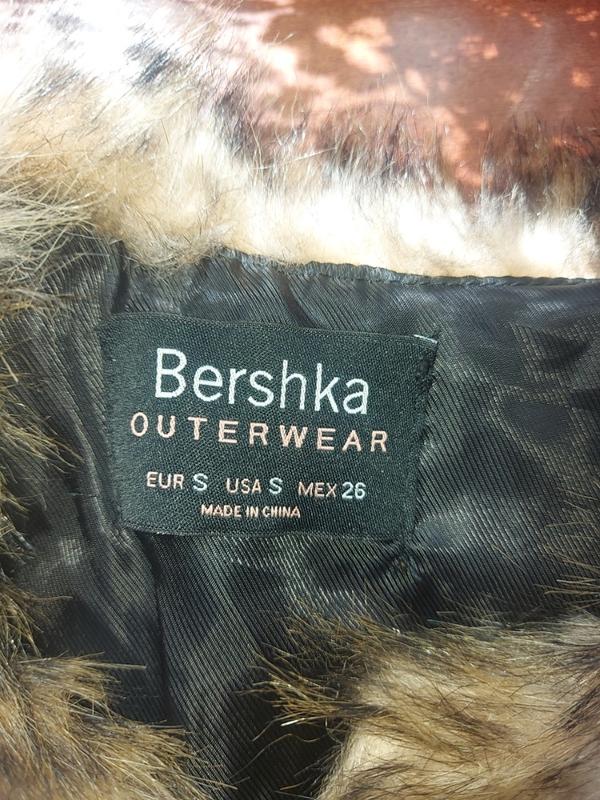 Bershka
OUTERWEAR
EUR S USA S MEX 26
MADE IN CHINA